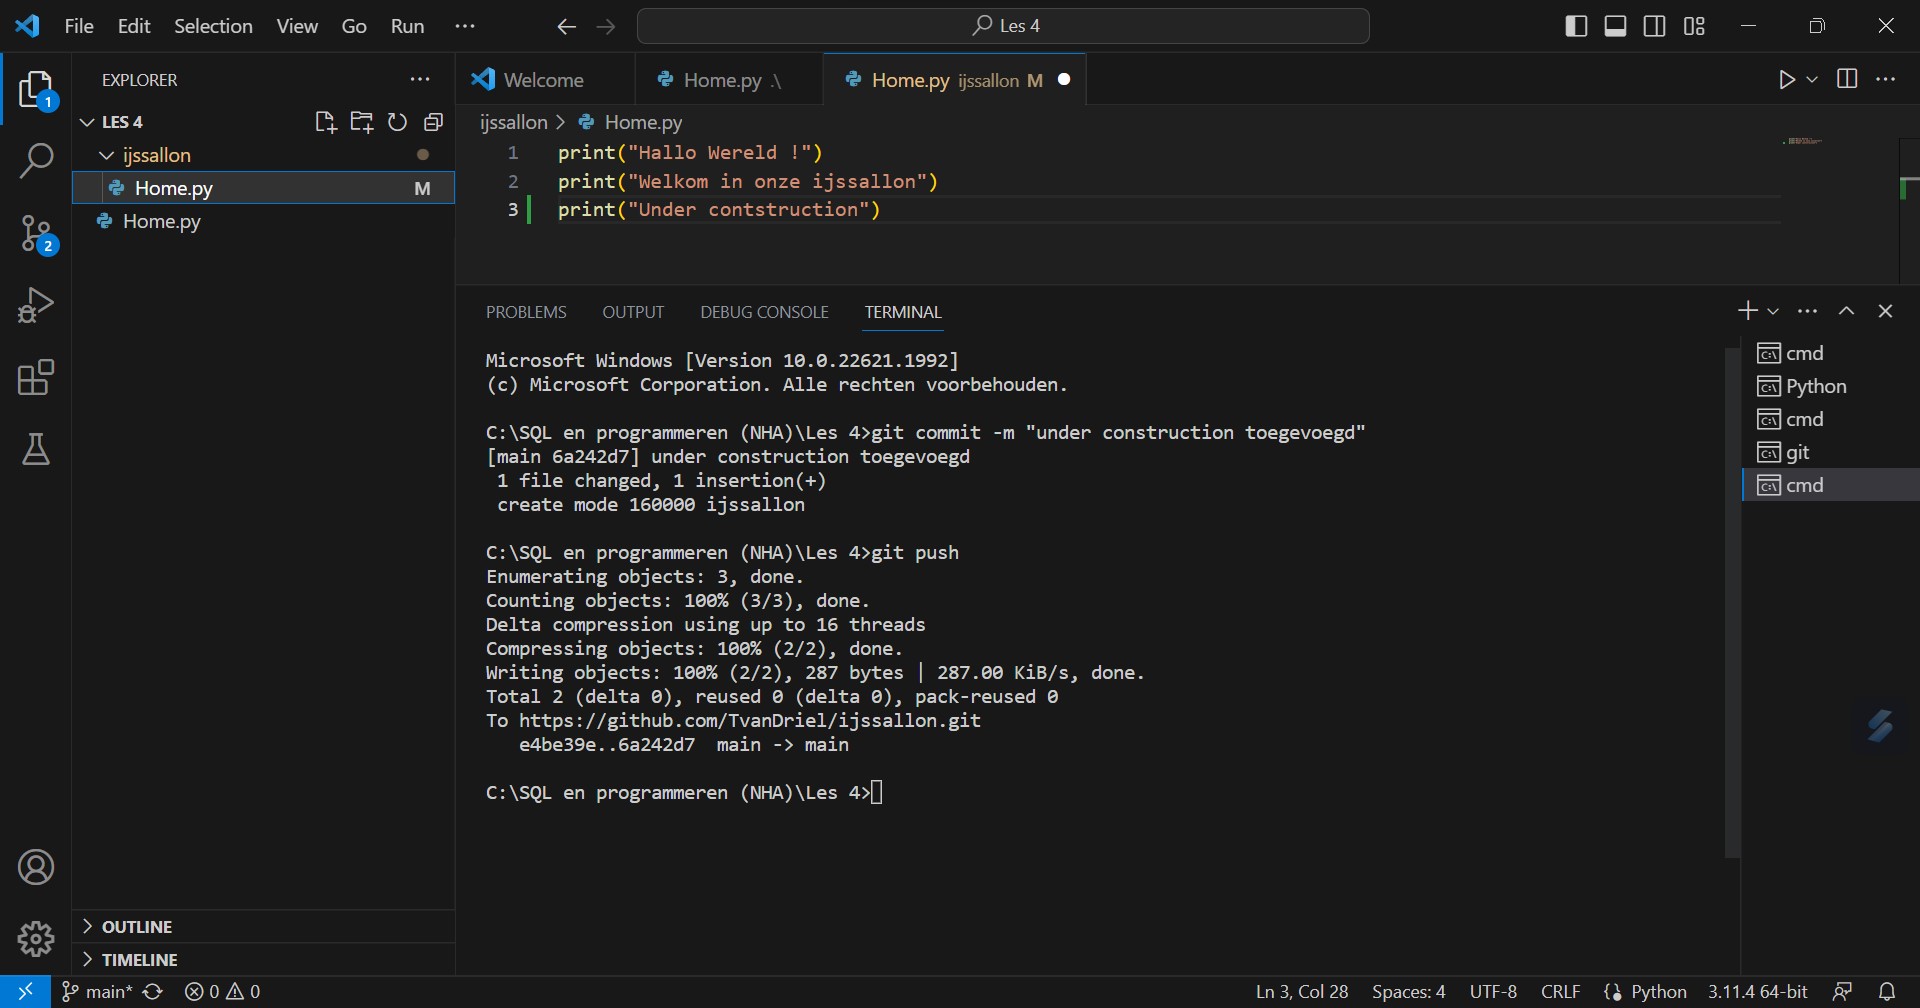 File Edit Selection View Go Run ··· Les 4
EXPLORER ···
LES 4
ijssallon
Home.py M
Home.py
1
2
OUTLINE
TIMELINE
Welcome Home.py .\ Home.py ijssallon M
ijssallon > Home.py
1 print("Hallo Wereld !")
2 print("Welkom in onze ijssallon")
3 print("Under contstruction")
PROBLEMS OUTPUT DEBUG CONSOLE TERMINAL
Microsoft Windows [Version 10.0.22621.1992]
(c) Microsoft Corporation. Alle rechten voorbehouden.
C:\SQL en programmeren (NHA)\Les 4>git commit -m "under construction toegevoegd"
[main 6a242d7] under construction toegevoegd
1 file changed, 1 insertion(+)
create mode 160000 ijssallon
C:\SQL en programmeren (NHA)\Les 4>git push
Enumerating objects: 3, done.
Counting objects: 100% (3/3), done.
Delta compression using up to 16 threads
Compressing objects: 100% (2/2), done.
Writing objects: 100% (2/2), 287 bytes | 287.00 KiB/s, done.
Total 2 (delta 0), reused 0 (delta 0), pack-reused 0
To https://github.com/TvanDriel/ijssallon.git
e4be39e..6a242d7 main -> main
C:\SQL en programmeren (NHA)\Les 4>
cmd
Python
cmd
git
cmd
main* 0 0 Ln 3, Col 28 Spaces: 4 UTF-8 CRLF Python 3.11.4 64-bit